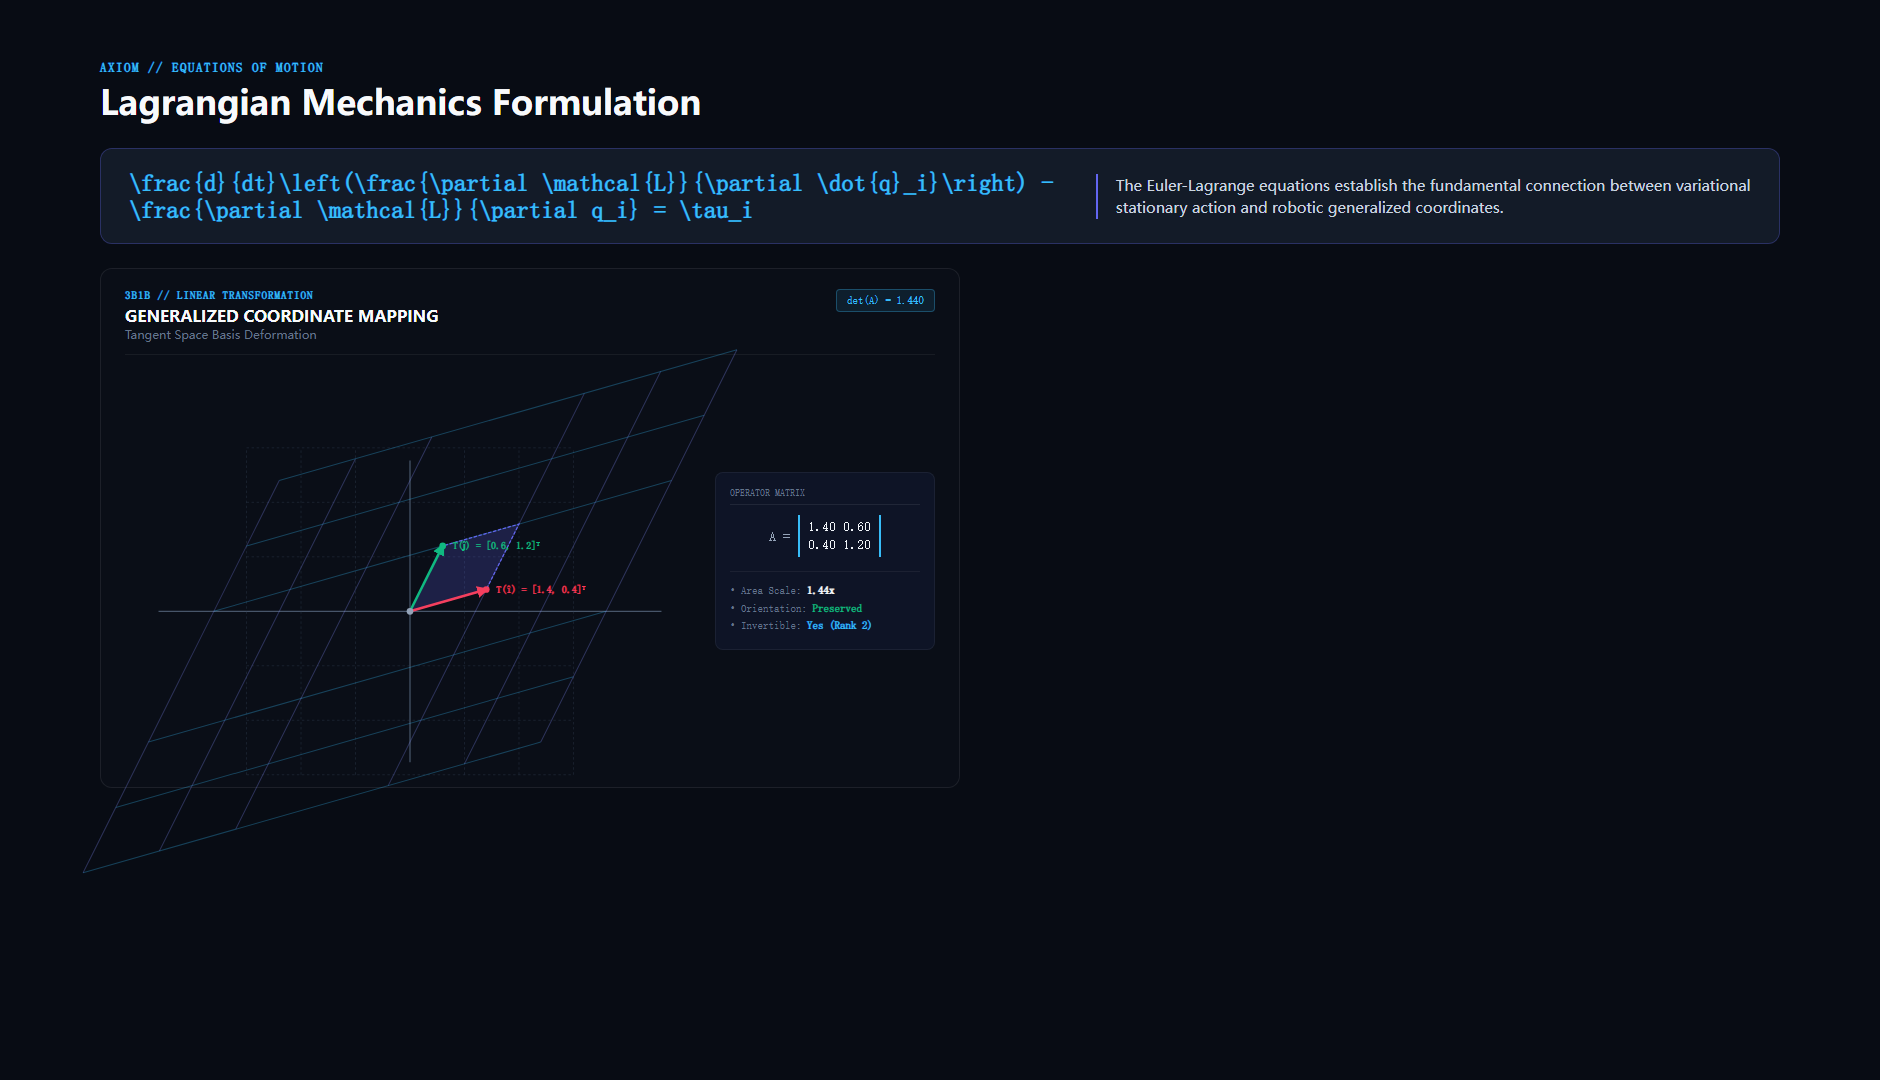 AXIOM // EQUATIONS OF MOTION
Lagrangian Mechanics Formulation
\frac{d}{dt}\left(\frac{\partial \mathcal{L}}{\partial \dot{q}_i}\right) −
\frac{\partial \mathcal{L}}{\partial q_i} = \tau_i
The Euler-Lagrange equations establish the fundamental connection between variational
stationary action and robotic generalized coordinates.
3B1B // LINEAR TRANSFORMATION
GENERALIZED COORDINATE MAPPING
Tangent Space Basis Deformation
det(A) = 1.440
T(ĵ) = [0.6, 1.2]ᵀ
T(î) = [1.4, 0.4]ᵀ
OPERATOR MATRIX
A =
1.40 0.60
0.40 1.20
• Area Scale: 1.44x
• Orientation: Preserved
• Invertible: Yes (Rank 2)